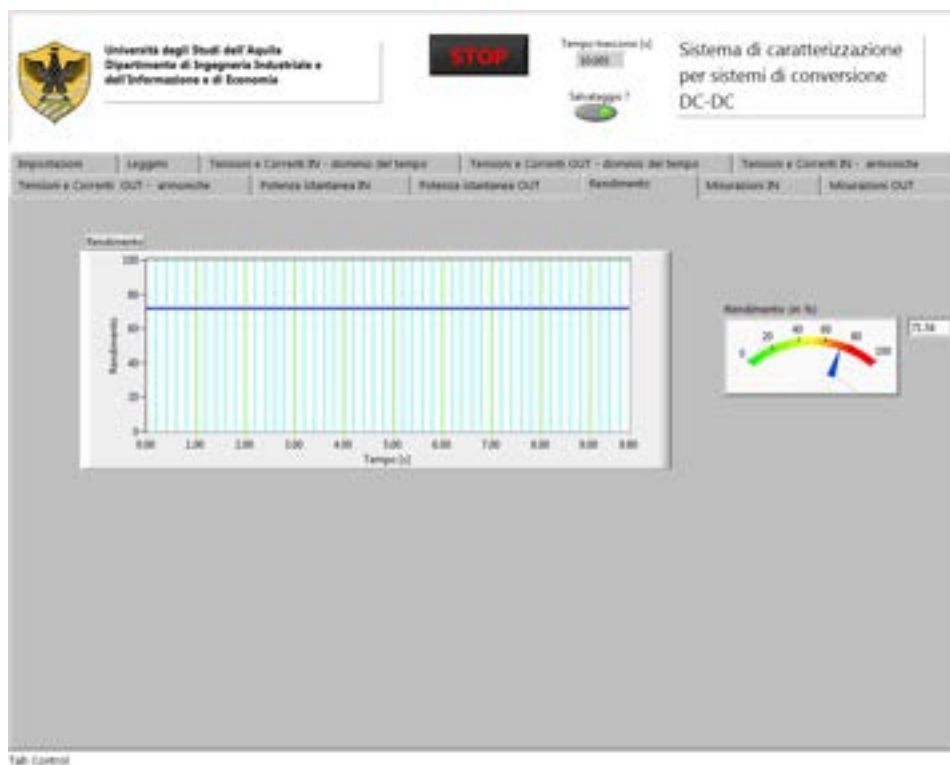 Università degli Studi dell'Aquila
Dipartimento di Ingegneria Industriale e
dell'Informazione e di Economia
STOP
Tempo trascorso [s]
10.003
Salvataggio ?
Sistema di caratterizzazione
per sistemi di conversione
DC-DC
Impostazioni
Leggimi
Tensioni e Correnti IN - dominio del tempo
Tensioni e Correnti OUT - dominio del tempo
Tensioni e Correnti IN - armoniche
Tensioni e Correnti OUT - armoniche
Potenza istantanea IN
Potenza istantanea OUT
Rendimento
Misurazioni IN
Misurazioni OUT
Rendimento
Rendimento
100
80
60
40
20
0
0.00 1.00 2.00 3.00 4.00 5.00 6.00 7.00 8.00 9.00
Tempo [s]
Rendimento (in %)
0 20 40 60 80 100
Tab Control